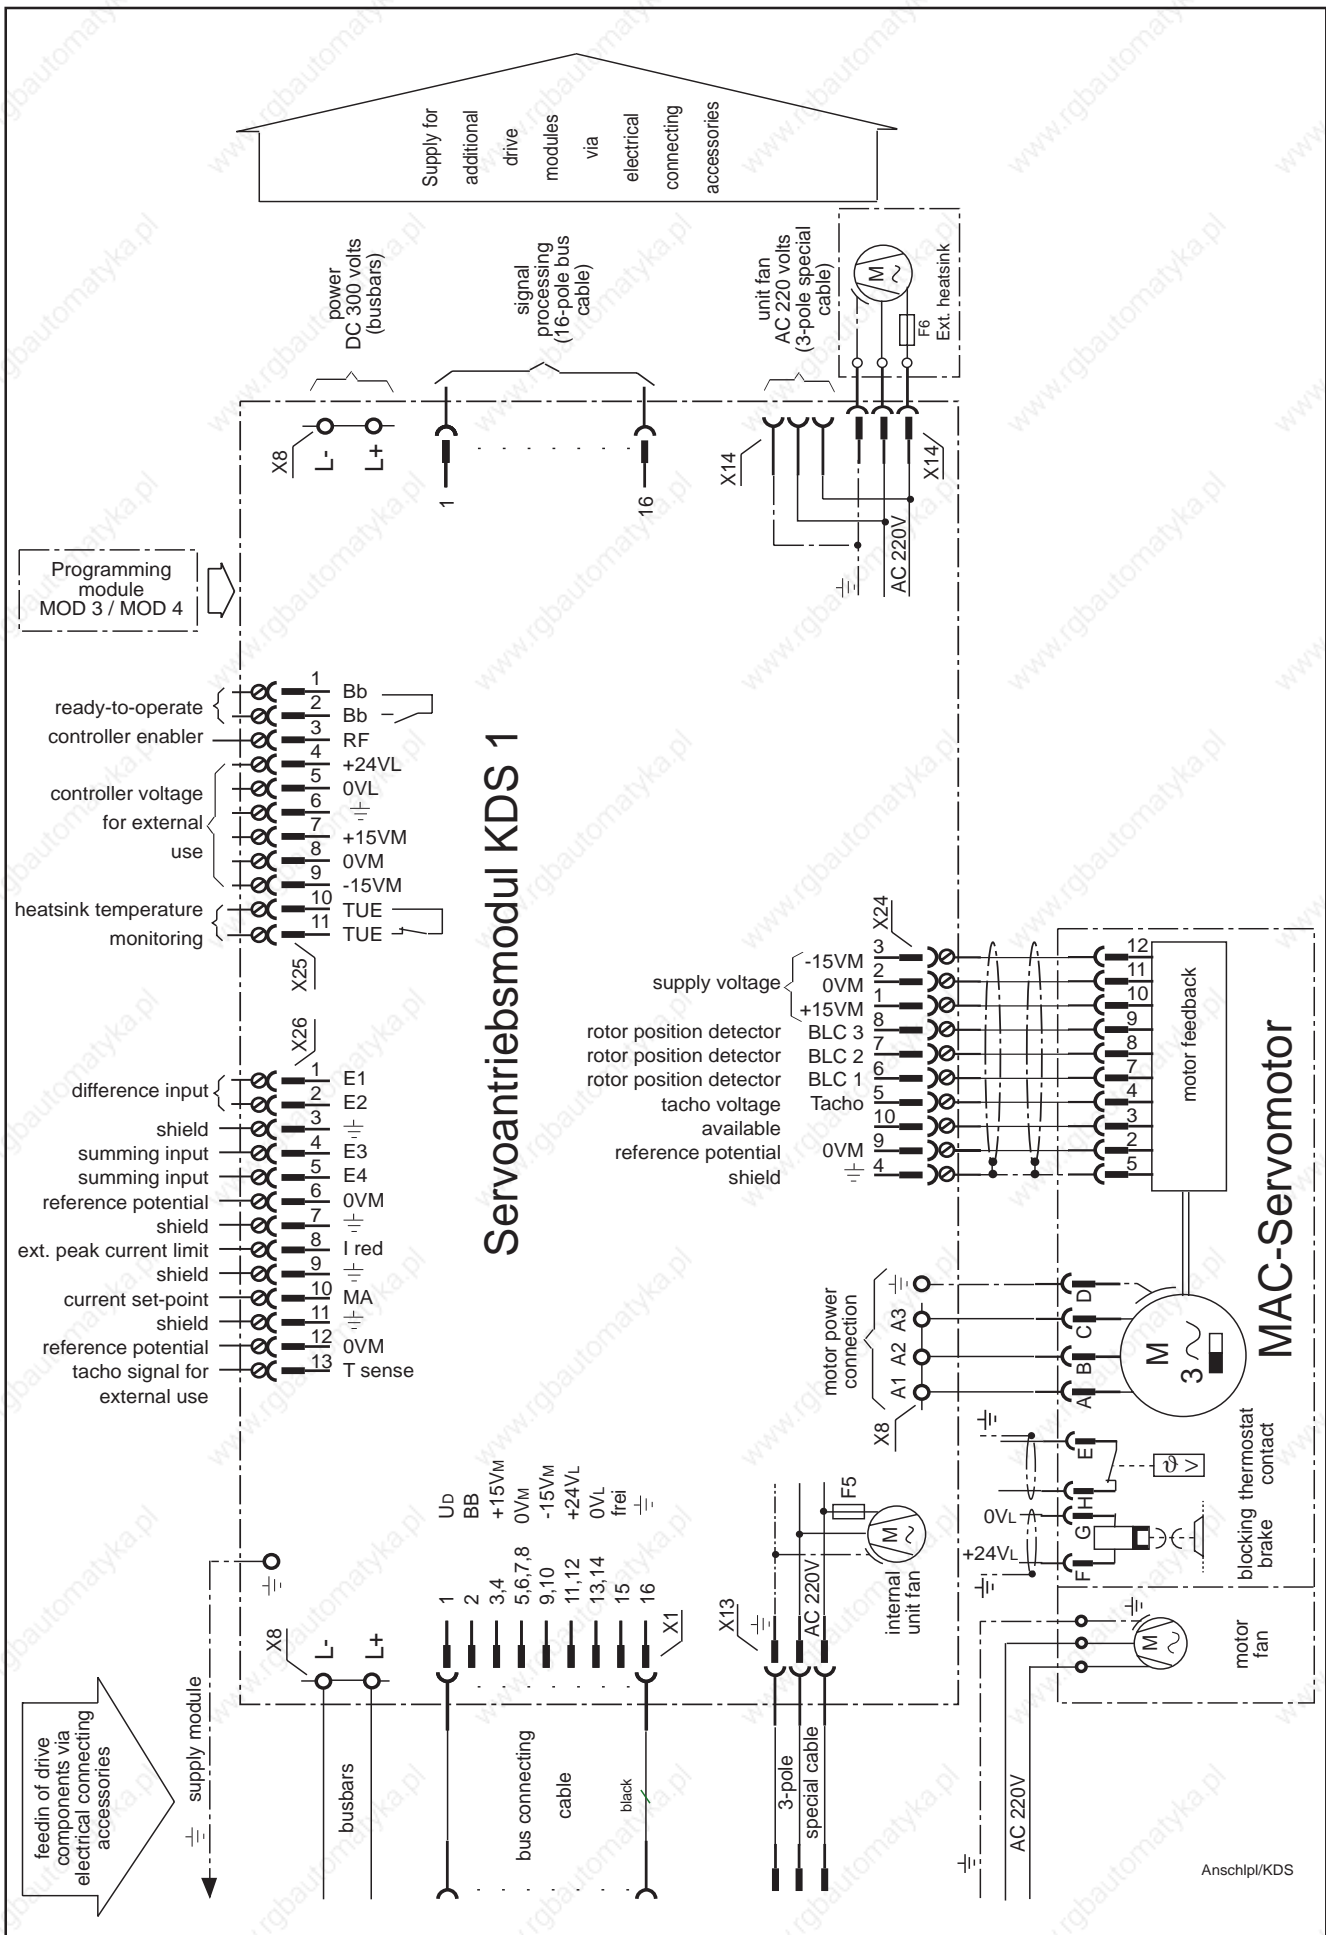 Supply for
additional
drive
modules
via
electrical
connecting
accessories
power
DC 300 volts
(busbars)
signal
processing
(16-pole bus
cable)
unit fan
AC 220 volts
(3-pole special
cable)
M
F6
Ext. heatsink
X8
L-
L+
1
16
X14
X14
AC 220V
Programming
module
MOD 3 / MOD 4
ready-to-operate
1 Bb
2 Bb
controller enabler 3 RF
controller voltage
for external
use
4 +24VL
5 0VL
6
7 +15VM
8 0VM
9 -15VM
heatsink temperature
monitoring
10 TUE
11 TUE
X25
X26
difference input
1 E1
2 E2
shield 3
summing input 4 E3
summing input 5 E4
reference potential 6 0VM
shield 7
ext. peak current limit 8 I red
shield 9
current set-point 10 MA
shield 11
reference potential 12 0VM
tacho signal for 13 T sense
external use
Servoantriebsmodul KDS 1
X24
supply voltage
-15VM 3 12
0VM 2 11
+15VM 1 10
rotor position detector BLC 3 8 9
rotor position detector BLC 2 7 8
rotor position detector BLC 1 6 7
tacho voltage Tacho 5 4
available 10 3
reference potential 0VM 9 2
shield 4 5
motor feedback
MAC-Servomotor
motor power
connection
A3
A2
A1
X8
D
C
B
A
M
3
E
H
G
F
0VL
+24VL
ϑ >
thermostat
contact
blocking
brake
motor
fan
M
AC 220V
UD
BB
+15VM
0VM
-15VM
+24VL
0VL
frei
1
2
3,4
5,6,7,8
9,10
11,12
13,14
15
16
X1
X8
L-
L+
X13
AC 220V
F5
M
internal
unit fan
feedin of drive
components via
electrical connecting
accessories
supply module
busbars
bus connecting
cable
black
3-pole
special cable
Anschlpl/KDS
www.rgbautomatyka.pl